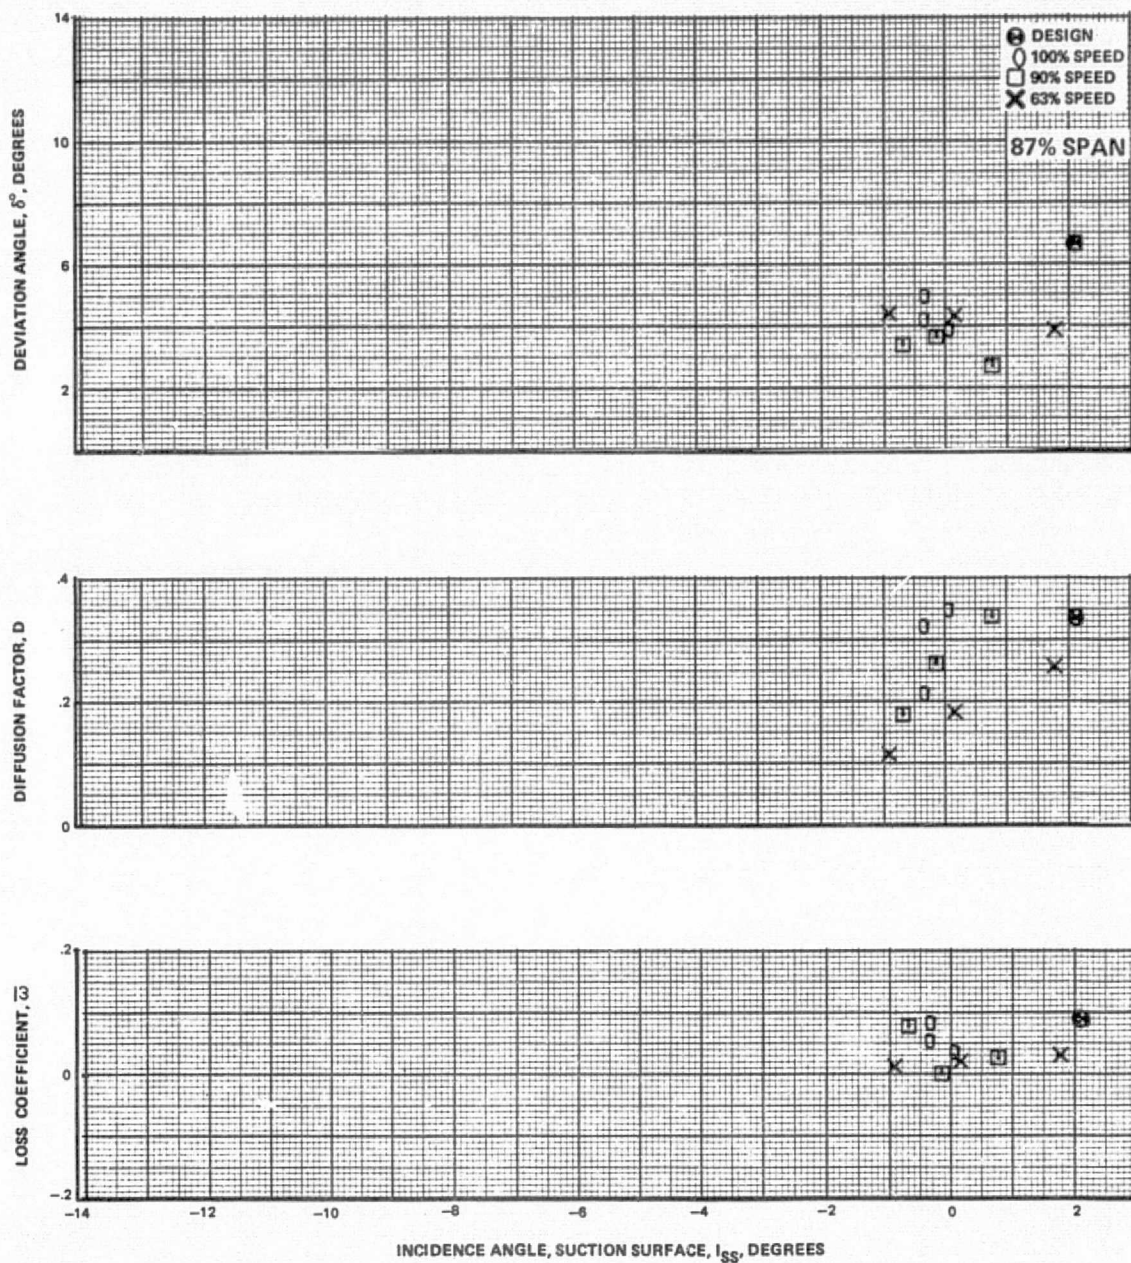 DESIGN
100% SPEED
90% SPEED
63% SPEED
87% SPAN
DEVIATION ANGLE, δ°, DEGREES
14
10
6
2
DIFFUSION FACTOR, D
.4
.2
0
LOSS COEFFICIENT, ω̅
.2
0
-.2
-14
-12
-10
-8
-6
-4
-2
0
2
INCIDENCE ANGLE, SUCTION SURFACE, I_SS, DEGREES